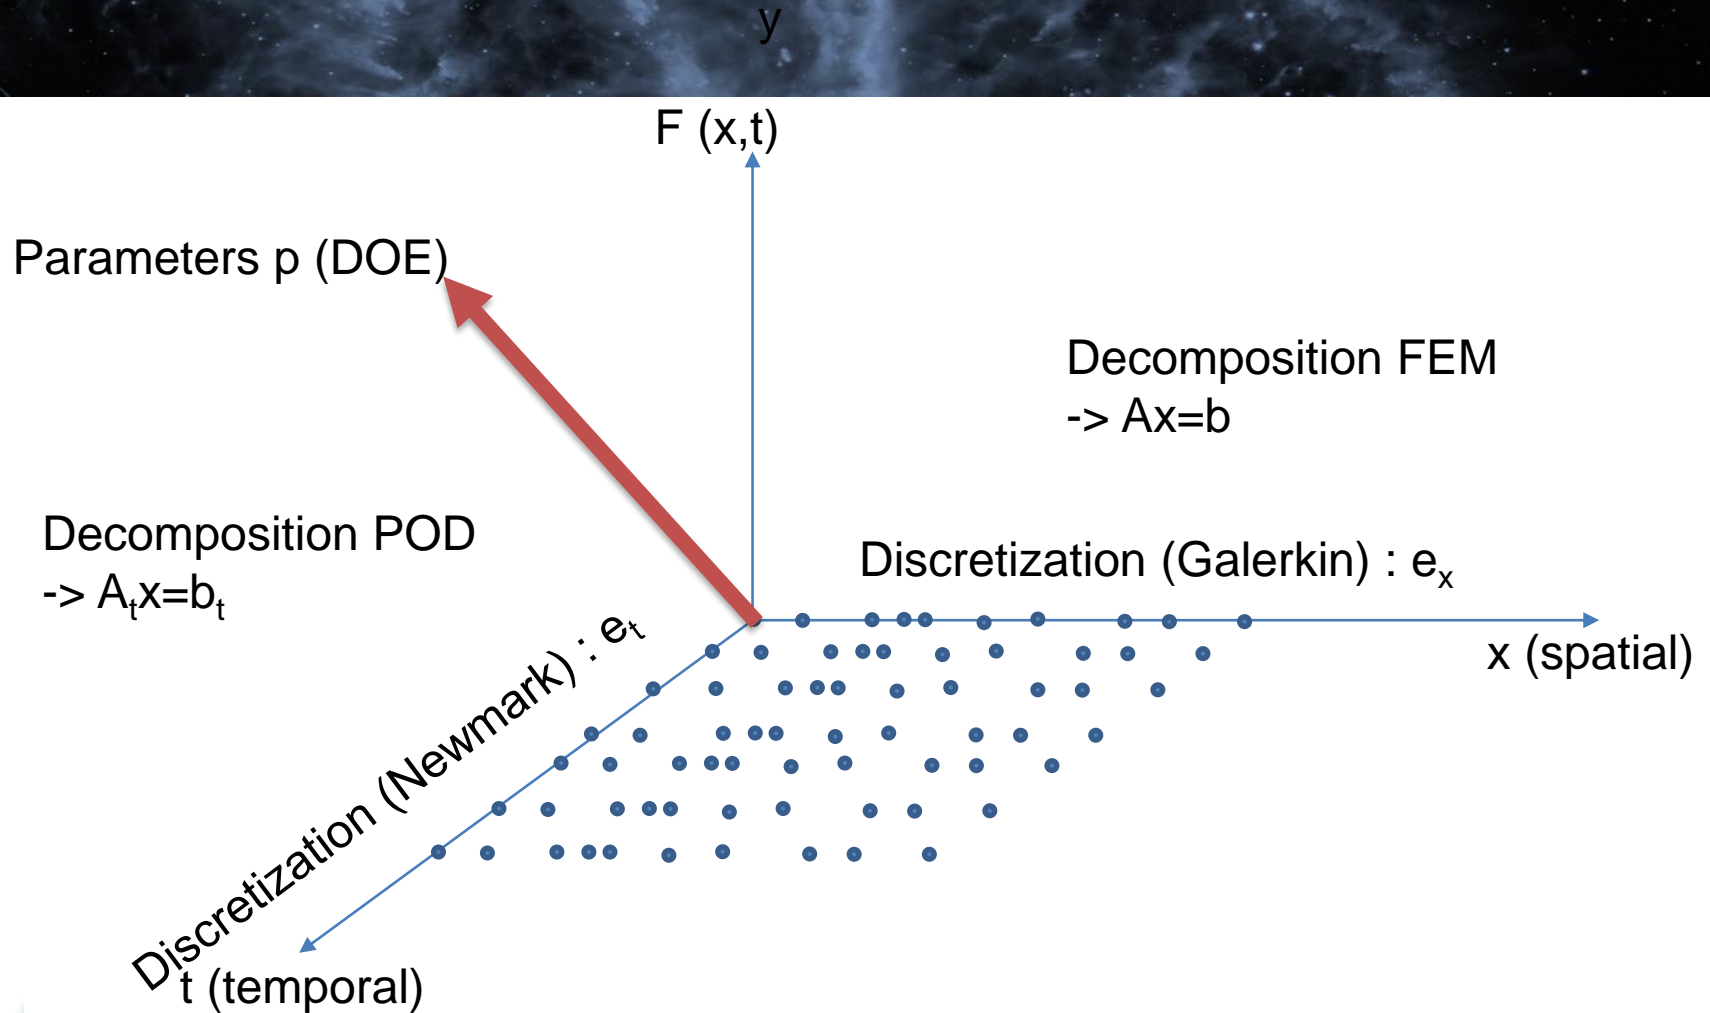 y
F (x,t)
Parameters p (DOE)
Decomposition FEM
-> Ax=b
Decomposition POD
-> Aₜx=bₜ
Discretization (Galerkin) : eₓ
x (spatial)
Discretization (Newmark) : eₜ
t (temporal)